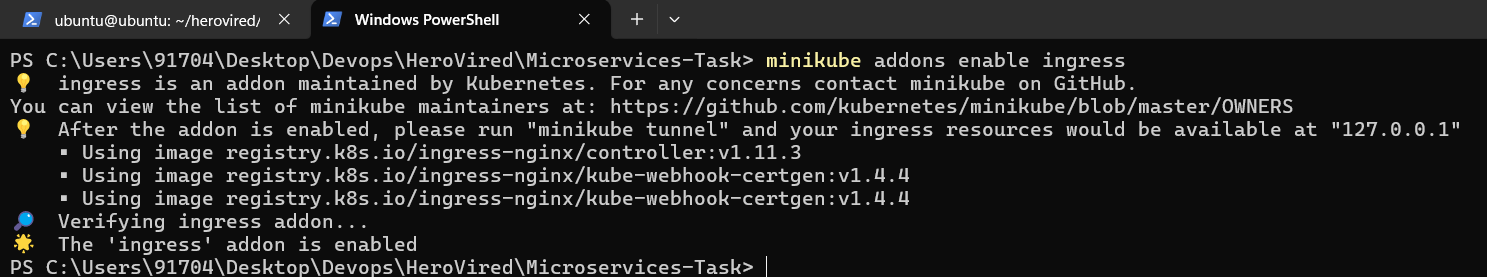 ubuntu@ubuntu: ~/herovired/
Windows PowerShell
PS C:\Users\91704\Desktop\Devops\HeroVired\Microservices-Task> minikube addons enable ingress
💡  ingress is an addon maintained by Kubernetes. For any concerns contact minikube on GitHub.
You can view the list of minikube maintainers at: https://github.com/kubernetes/minikube/blob/master/OWNERS
💡  After the addon is enabled, please run "minikube tunnel" and your ingress resources would be available at "127.0.0.1"
▪ Using image registry.k8s.io/ingress-nginx/controller:v1.11.3
▪ Using image registry.k8s.io/ingress-nginx/kube-webhook-certgen:v1.4.4
▪ Using image registry.k8s.io/ingress-nginx/kube-webhook-certgen:v1.4.4
🔎  Verifying ingress addon...
🌟  The 'ingress' addon is enabled
PS C:\Users\91704\Desktop\Devops\HeroVired\Microservices-Task>